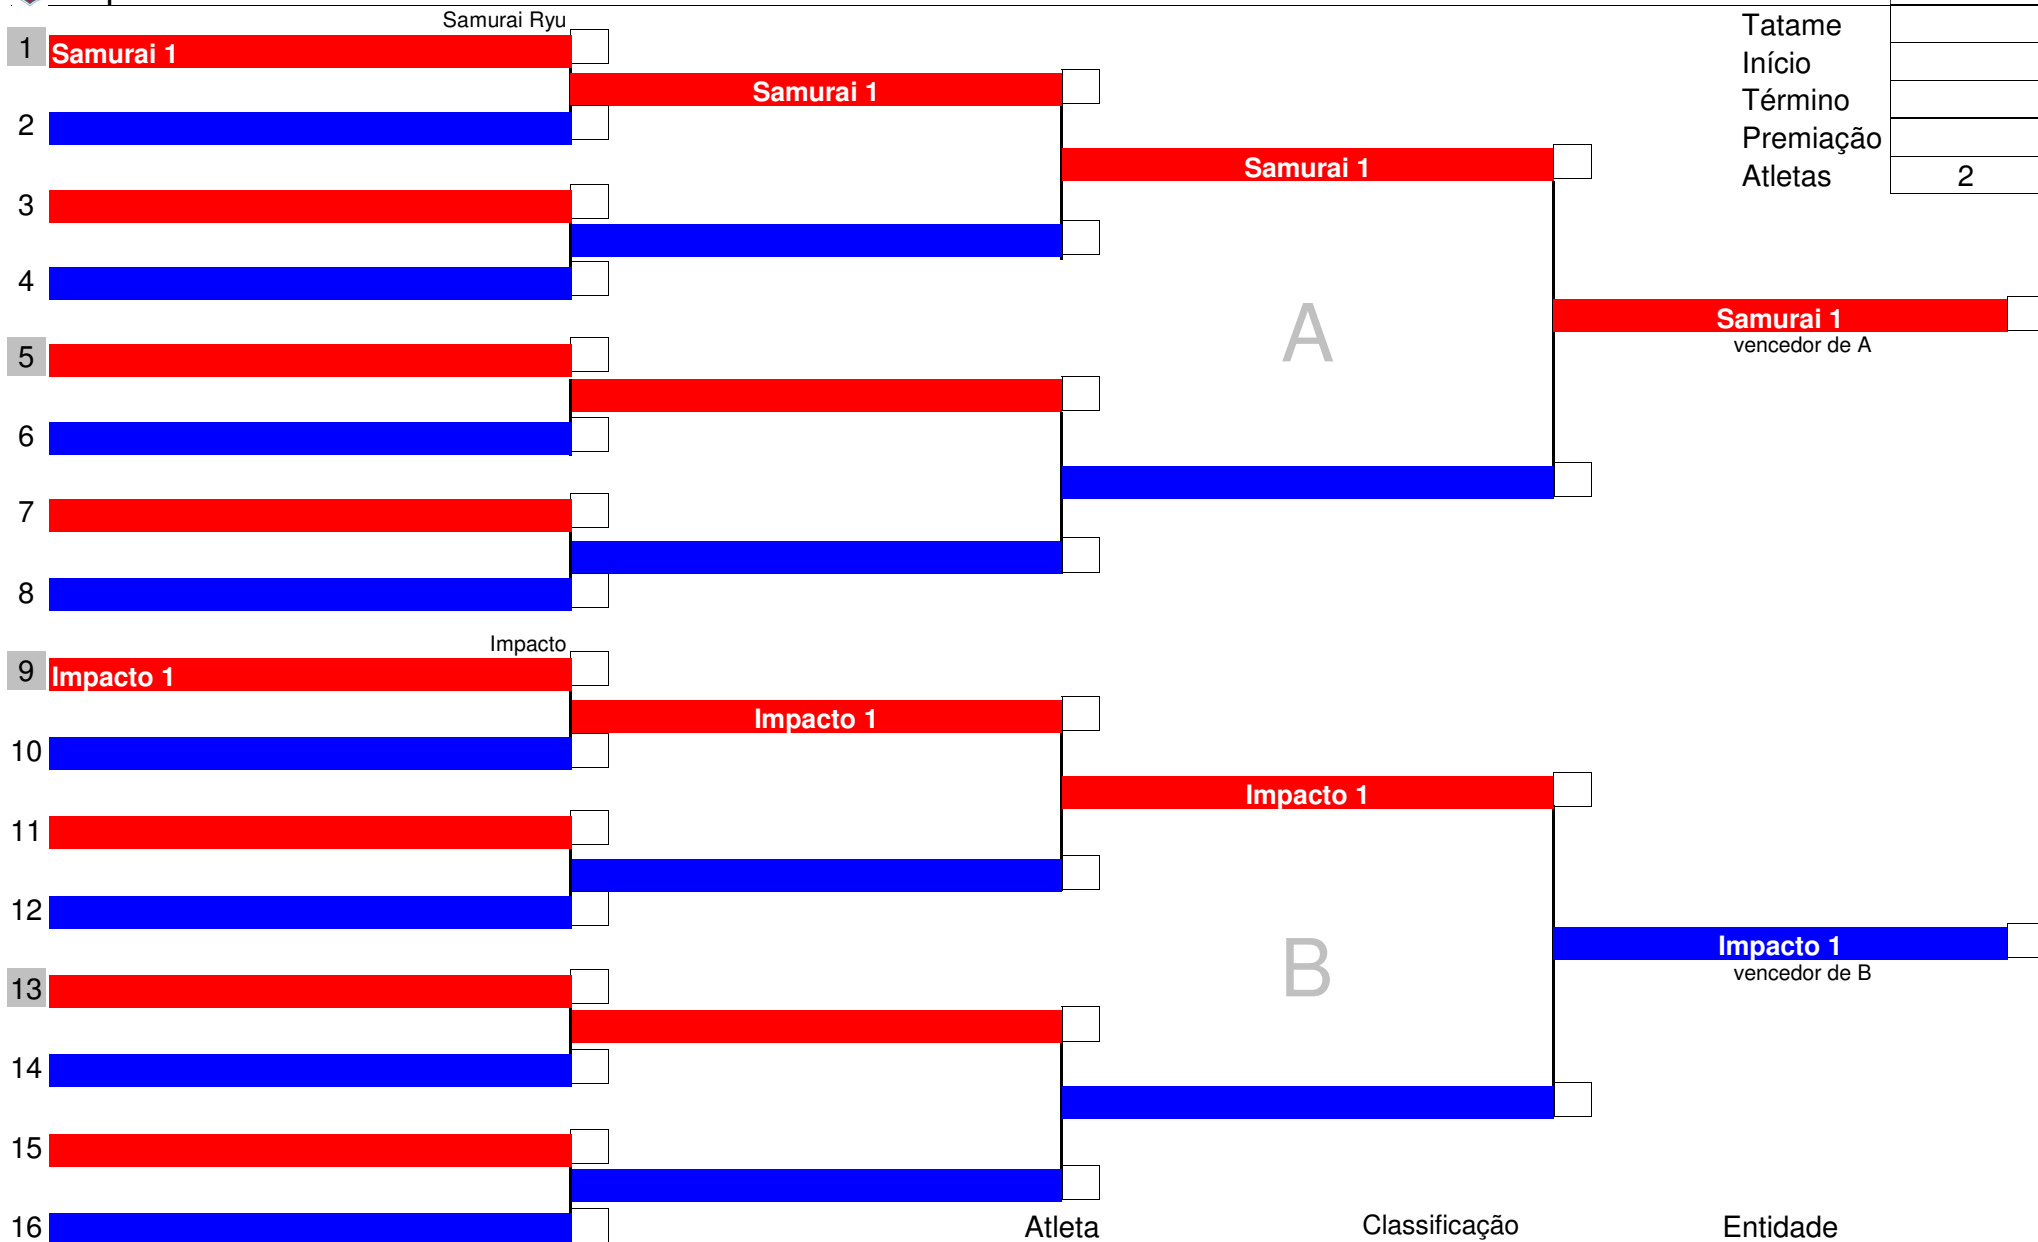 Samurai Ryu
Tatame
1 Samurai 1
Início
Samurai 1
Término
2
Premiação
Samurai 1
Atletas 2
3
4
A
Samurai 1
vencedor de A
5
6
7
8
Impacto
9 Impacto 1
Impacto 1
10
Impacto 1
11
12
B
Impacto 1
vencedor de B
13
14
15
16
Atleta Classificação Entidade